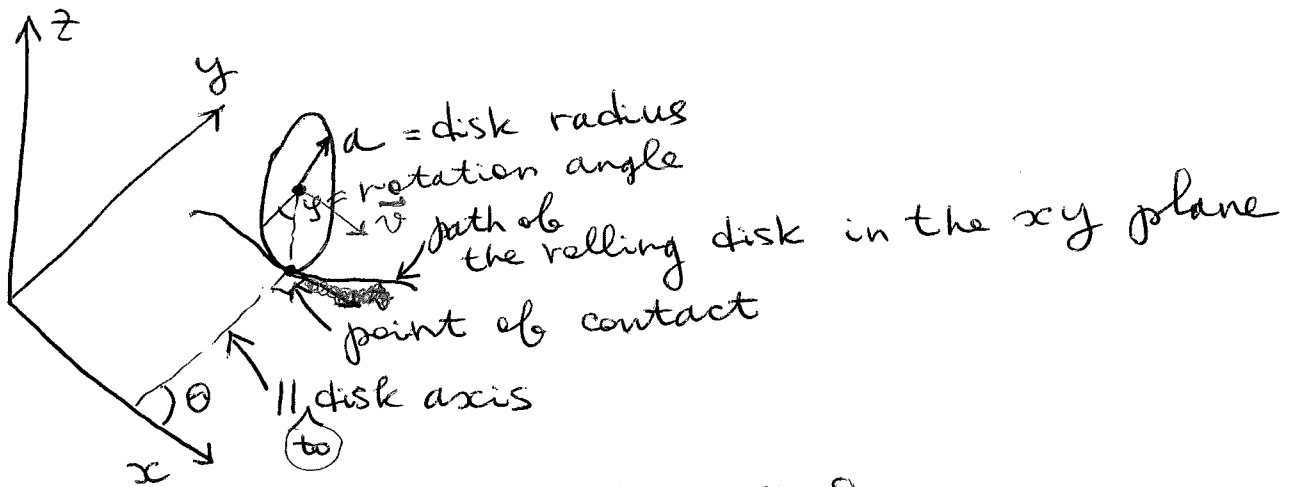 z
y
a = disk radius
φ = rotation angle
v
path of
the rolling disk in the xy plane
point of contact
θ
|| to disk axis
x